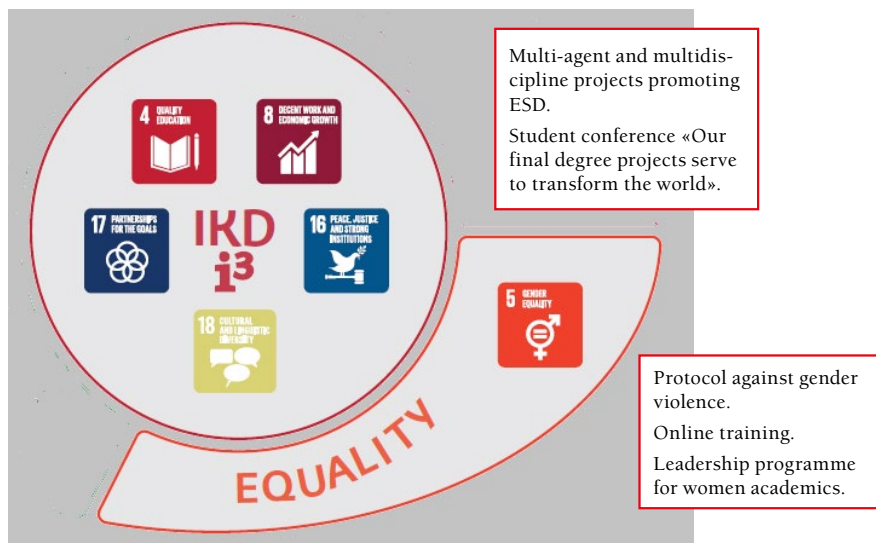 Multi-agent and multidis-
cipline projects promoting
ESD.
Student conference «Our
final degree projects serve
to transform the world».
4 QUALITY
EDUCATION
8 DECENT WORK AND
ECONOMIC GROWTH
17 PARTNERSHIPS
FOR THE GOALS
IKD
i³
16 PEACE, JUSTICE
AND STRONG
INSTITUTIONS
18 CULTURAL
AND LINGUISTIC
DIVERSITY
5 GENDER
EQUALITY
EQUALITY
Protocol against gender
violence.
Online training.
Leadership programme
for women academics.